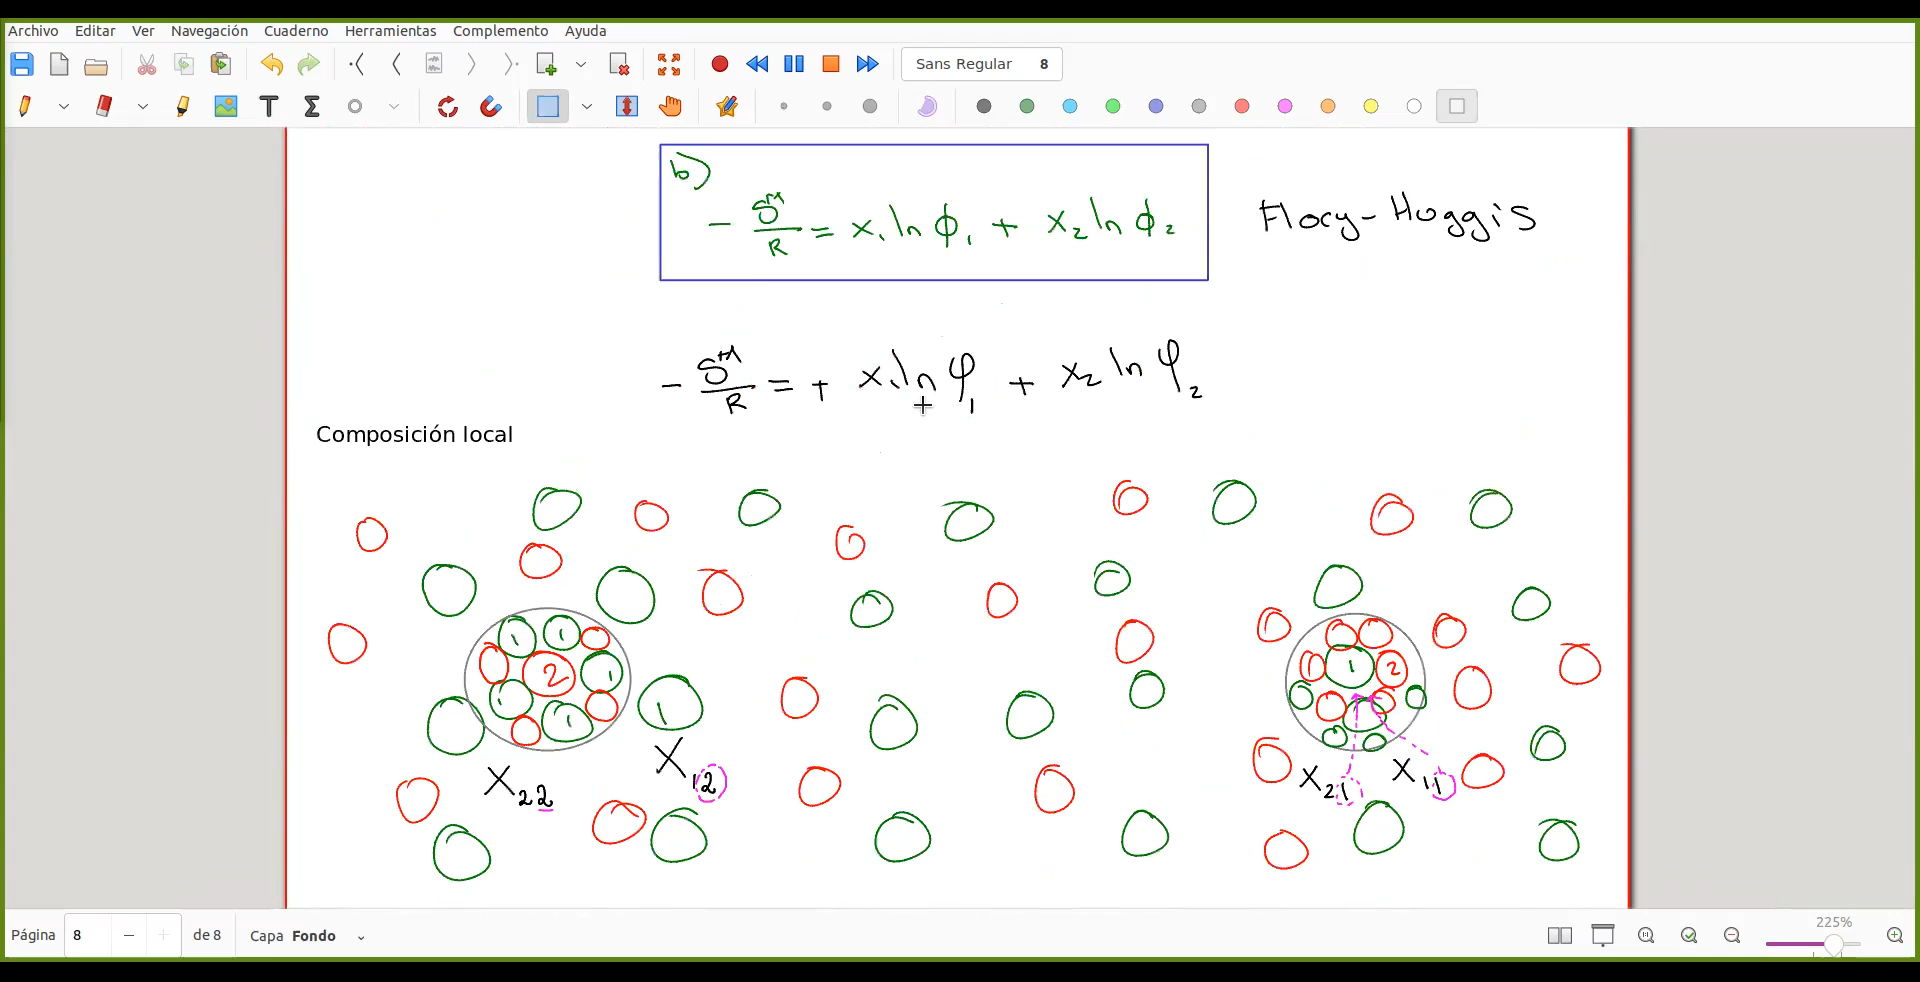 Archivo Editar Ver Navegación Cuaderno Herramientas Complemento Ayuda
Sans Regular 8
b)
- S^M/R = x₁ ln ϕ₁ + x₂ ln ϕ₂
Flocy-Hoggis
- S^M/R = + x₁ ln φ₁ + x₂ ln φ₂
Composición local
1 1
2 1
1 1
1
1 2
X₂₂ X₁₂
X₂₁ X₁₁
Página 8 de 8 Capa Fondo
225%